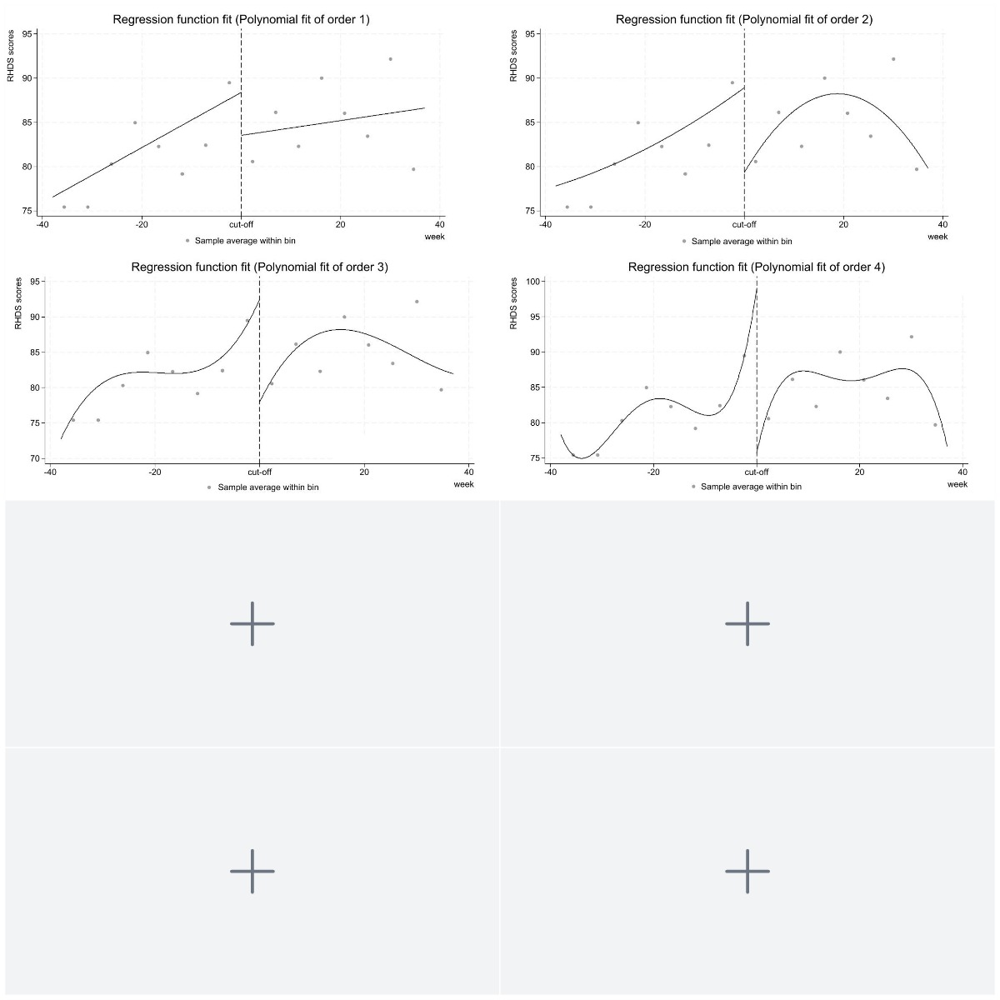 Regression function fit (Polynomial fit of order 1)
RHDS scores
95
90
85
80
75
-40
-20
cut-off
20
40
week
Sample average within bin
Regression function fit (Polynomial fit of order 2)
RHDS scores
95
90
85
80
75
-40
-20
cut-off
20
40
week
Sample average within bin
Regression function fit (Polynomial fit of order 3)
RHDS scores
95
90
85
80
75
70
-40
-20
cut-off
20
40
week
Sample average within bin
Regression function fit (Polynomial fit of order 4)
RHDS scores
100
95
90
85
80
75
-40
-20
cut-off
20
40
week
Sample average within bin